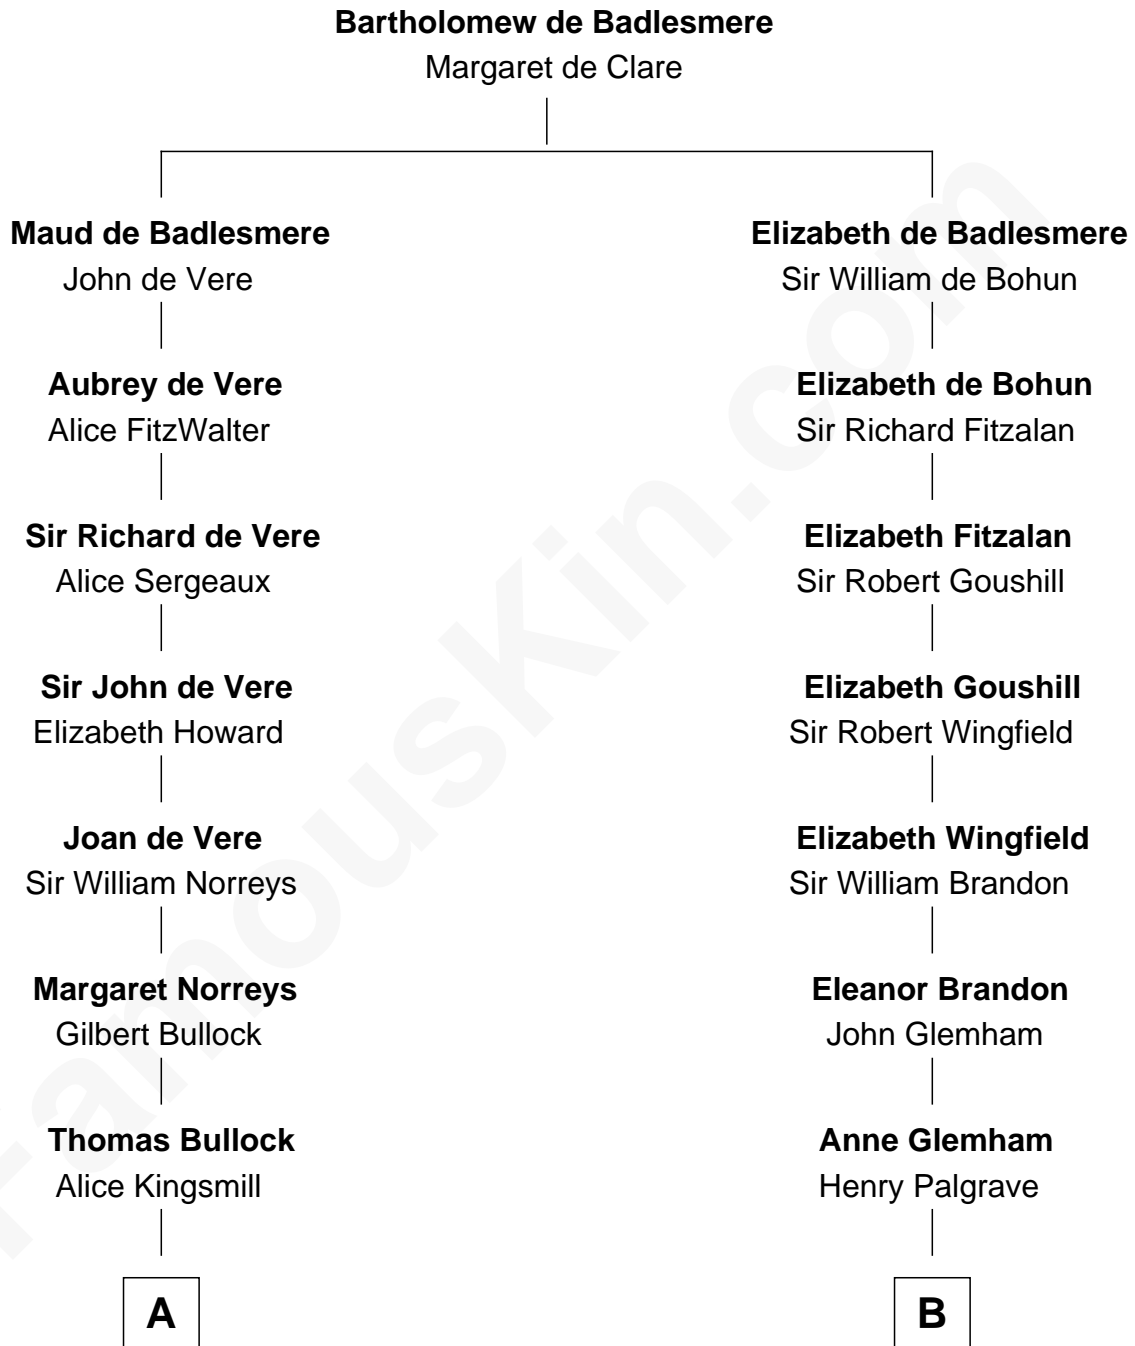 Bartholomew de Badlesmere
Margaret de Clare
Maud de Badlesmere
John de Vere
Aubrey de Vere
Alice FitzWalter
Sir Richard de Vere
Alice Sergeaux
Sir John de Vere
Elizabeth Howard
Joan de Vere
Sir William Norreys
Margaret Norreys
Gilbert Bullock
Thomas Bullock
Alice Kingsmill
A
Elizabeth de Badlesmere
Sir William de Bohun
Elizabeth de Bohun
Sir Richard Fitzalan
Elizabeth Fitzalan
Sir Robert Goushill
Elizabeth Goushill
Sir Robert Wingfield
Elizabeth Wingfield
Sir William Brandon
Eleanor Brandon
John Glemham
Anne Glemham
Henry Palgrave
B
FamousKin.com